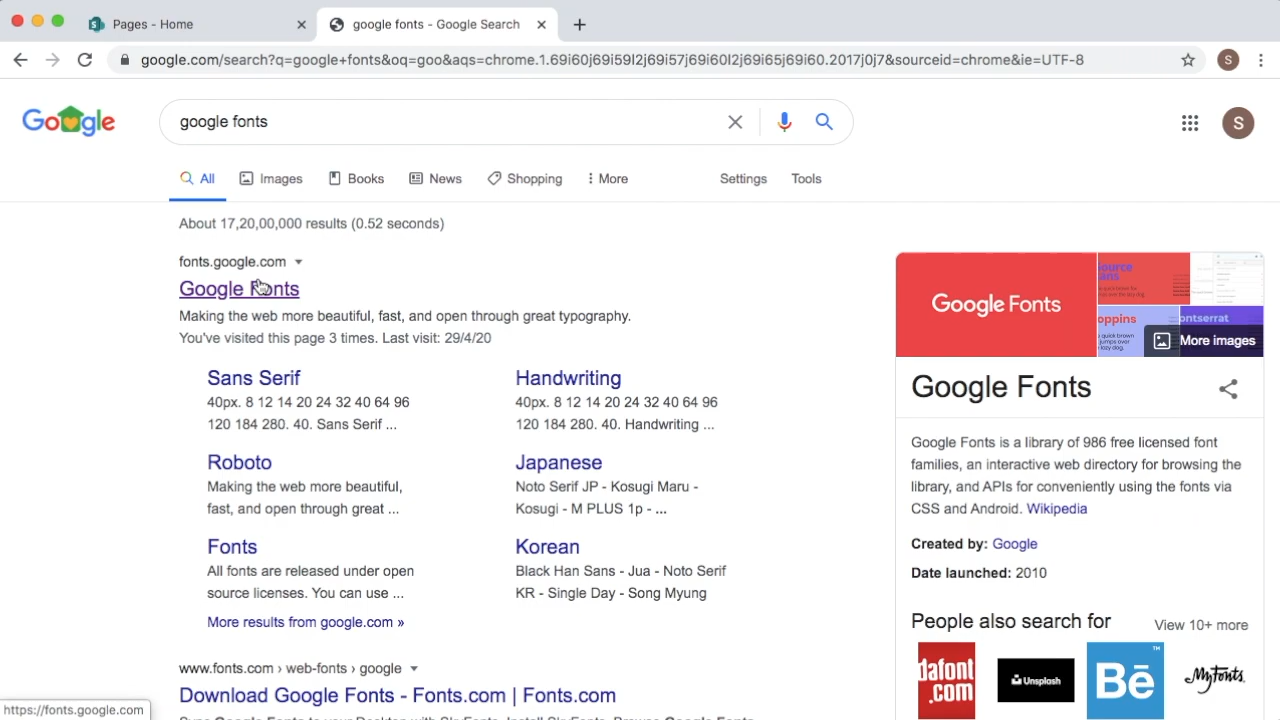 Pages - Home
google fonts - Google Search
google.com/search?q=google+fonts&oq=goo&aqs=chrome.1.69i60j69i59l2j69i57j69i60l2j69i65j69i60.2017j0j7&sourceid=chrome&ie=UTF-8
S
Google
google fonts
S
All
Images
Books
News
Shopping
More
Settings
Tools
About 17,20,00,000 results (0.52 seconds)
fonts.google.com
Google Fonts
Making the web more beautiful, fast, and open through great typography.
You've visited this page 3 times. Last visit: 29/4/20
Sans Serif
40px. 8 12 14 20 24 32 40 64 96
120 184 280. 40. Sans Serif ...
Handwriting
40px. 8 12 14 20 24 32 40 64 96
120 184 280. 40. Handwriting ...
Roboto
Making the web more beautiful,
fast, and open through great ...
Japanese
Noto Serif JP - Kosugi Maru -
Kosugi - M PLUS 1p - ...
Fonts
All fonts are released under open
source licenses. You can use ...
Korean
Black Han Sans - Jua - Noto Serif
KR - Single Day - Song Myung
More results from google.com »
www.fonts.com › web-fonts › google
Download Google Fonts - Fonts.com | Fonts.com
https://fonts.google.com
Google Fonts
More images
Google Fonts
Google Fonts is a library of 986 free licensed font
families, an interactive web directory for browsing the
library, and APIs for conveniently using the fonts via
CSS and Android. Wikipedia
Created by: Google
Date launched: 2010
People also search for
View 10+ more
dafont
.com
Unsplash
Bē
TM
MyFonts